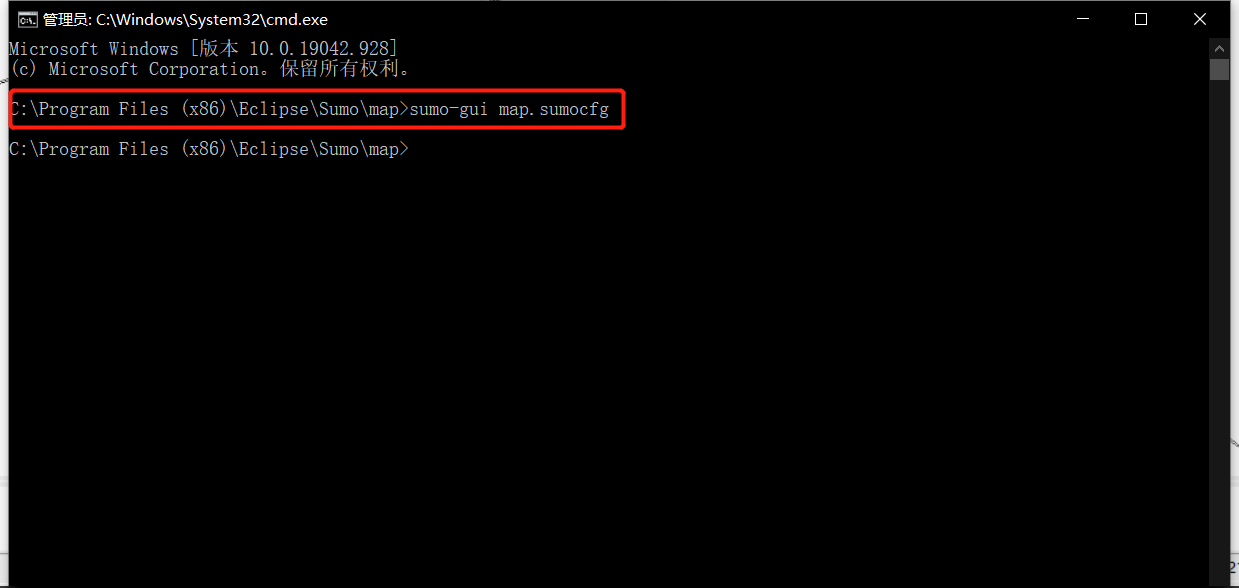 管理员: C:\Windows\System32\cmd.exe
Microsoft Windows [版本 10.0.19042.928]
(c) Microsoft Corporation。保留所有权利。
C:\Program Files (x86)\Eclipse\Sumo\map>sumo-gui map.sumocfg
C:\Program Files (x86)\Eclipse\Sumo\map>